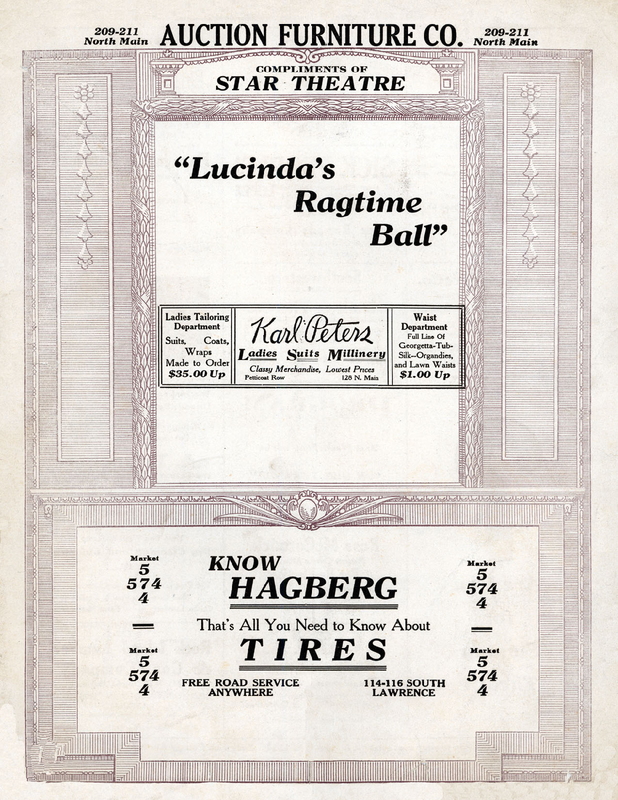 209-211
North Main
AUCTION FURNITURE CO.
209-211
North Main
COMPLIMENTS OF
STAR THEATRE
“Lucinda's
Ragtime
Ball”
Ladies Tailoring
Department
Suits, Coats,
Wraps
Made to Order
$35.00 Up
Karl Peters
Ladies Suits Millinery
Classy Merchandise, Lowest Prices
Petticoat Row 128 N. Main
Waist
Department
Full Line Of
Georgetta-Tub-
Silk-Organdies,
and Lawn Waists
$1.00 Up
Market
5
574
4
KNOW
HAGBERG
That's All You Need to Know About
TIRES
FREE ROAD SERVICE
ANYWHERE
114-116 SOUTH
LAWRENCE
Market
5
574
4
Market
5
574
4
Market
5
574
4